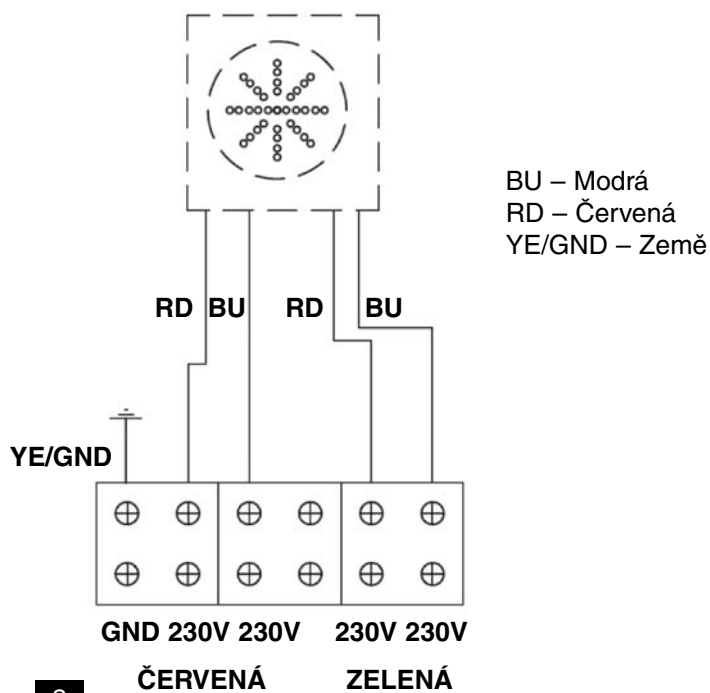 BU – Modrá
RD – Červená
YE/GND – Země
RD BU RD BU
YE/GND
GND 230V 230V 230V 230V
ČERVENÁ ZELENÁ